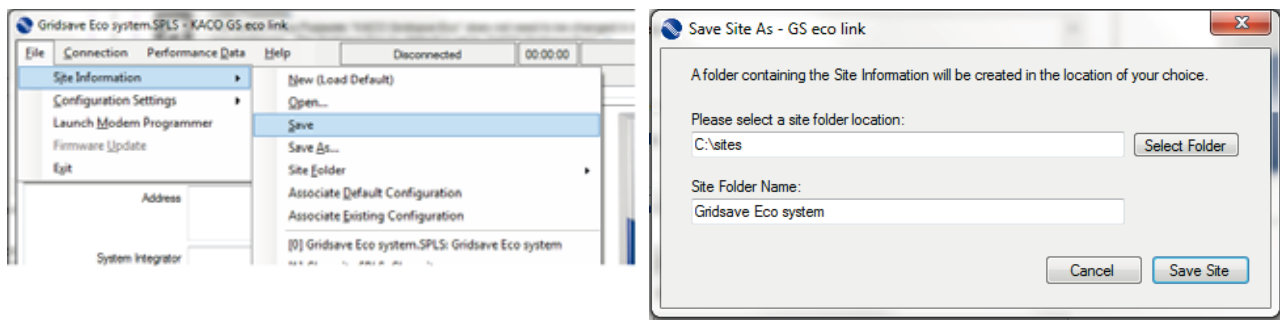 Gridsave Eco system.SPLS - KACO GS eco link
File Connection Performance Data Help Disconnected 00:00:00
Site Information
Configuration Settings
Launch Modem Programmer
Firmware Update
Exit
New (Load Default)
Open...
Save
Save As...
Site Folder
Associate Default Configuration
Associate Existing Configuration
[0] Gridsave Eco system.SPLS: Gridsave Eco system
Address
System Integrator
Save Site As - GS eco link
A folder containing the Site Information will be created in the location of your choice.
Please select a site folder location:
C:\sites
Select Folder
Site Folder Name:
Gridsave Eco system
Cancel Save Site